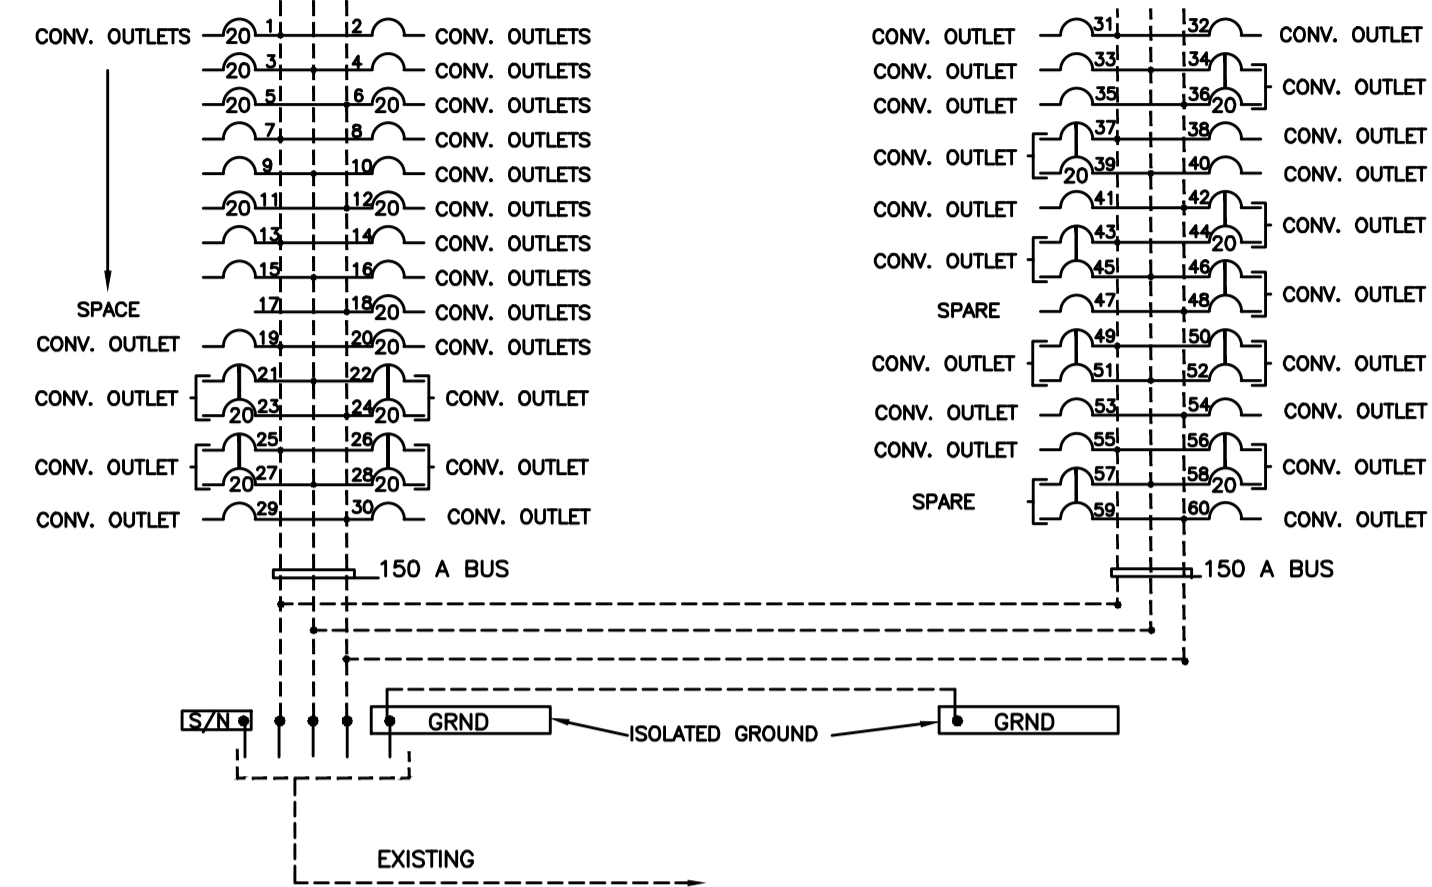 CONV. OUTLETS 20 1 2 CONV. OUTLETS
20 3 4 CONV. OUTLETS
20 5 6 20 CONV. OUTLETS
7 8 CONV. OUTLETS
9 10 CONV. OUTLETS
20 11 12 20 CONV. OUTLETS
13 14 CONV. OUTLETS
15 16 CONV. OUTLETS
SPACE 17 18 20 CONV. OUTLETS
CONV. OUTLET 19 20 20 CONV. OUTLETS
21 22
CONV. OUTLET CONV. OUTLET
20 23 24 20
25 26
CONV. OUTLET CONV. OUTLET
20 27 28 20
CONV. OUTLET 29 30 CONV. OUTLET
150 A BUS
CONV. OUTLET 31 32 CONV. OUTLET
CONV. OUTLET 33 34
CONV. OUTLET
CONV. OUTLET 35 36 20
37 38 CONV. OUTLET
CONV. OUTLET
20 39 40 CONV. OUTLET
CONV. OUTLET 41 42
CONV. OUTLET
43 44 20
CONV. OUTLET
45 46
CONV. OUTLET
SPARE 47 48
49 50
CONV. OUTLET CONV. OUTLET
51 52
CONV. OUTLET 53 54 CONV. OUTLET
CONV. OUTLET 55 56
CONV. OUTLET
57 58 20
SPARE
59 60 CONV. OUTLET
150 A BUS
S/N GRND ISOLATED GROUND GRND
EXISTING